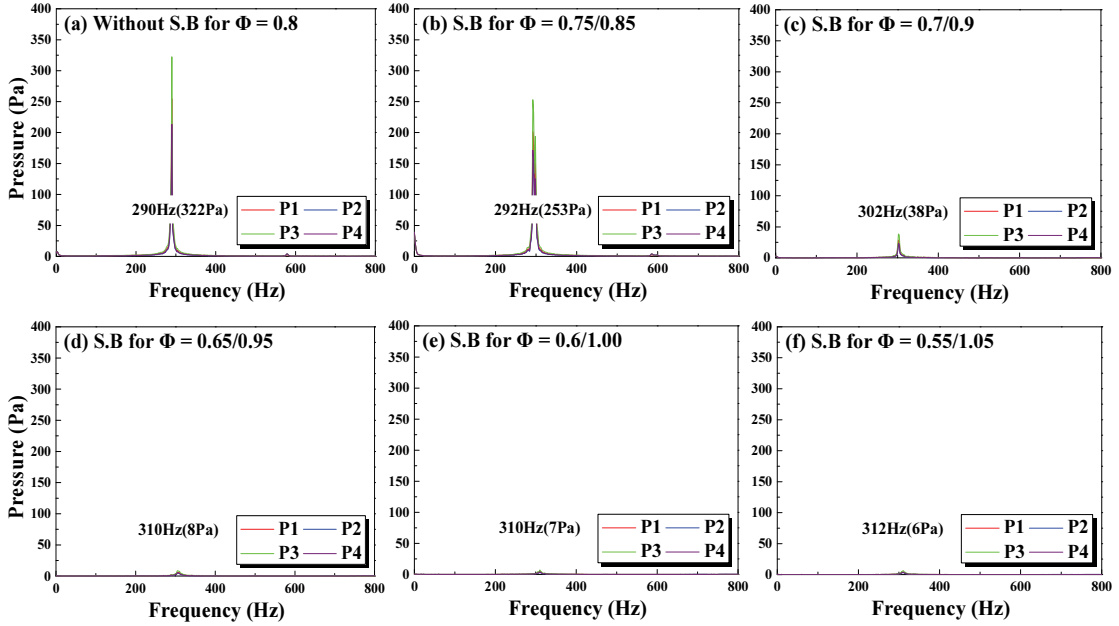 (a) Without S.B for Φ = 0.8
400
350
300
250
200
150
100
50
0
Pressure (Pa)
290Hz(322Pa)
P1 P2
P3 P4
0 200 400 600 800
Frequency (Hz)
(b) S.B for Φ = 0.75/0.85
400
350
300
250
200
150
100
50
0
292Hz(253Pa)
P1 P2
P3 P4
0 200 400 600 800
Frequency (Hz)
(c) S.B for Φ = 0.7/0.9
400
350
300
250
200
150
100
50
0
302Hz(38Pa)
P1 P2
P3 P4
0 200 400 600 800
Frequency (Hz)
(d) S.B for Φ = 0.65/0.95
400
350
300
250
200
150
100
50
0
Pressure (Pa)
310Hz(8Pa)
P1 P2
P3 P4
0 200 400 600 800
Frequency (Hz)
(e) S.B for Φ = 0.6/1.00
400
350
300
250
200
150
100
50
0
310Hz(7Pa)
P1 P2
P3 P4
0 200 400 600 800
Frequency (Hz)
(f) S.B for Φ = 0.55/1.05
400
350
300
250
200
150
100
50
0
312Hz(6Pa)
P1 P2
P3 P4
0 200 400 600 800
Frequency (Hz)